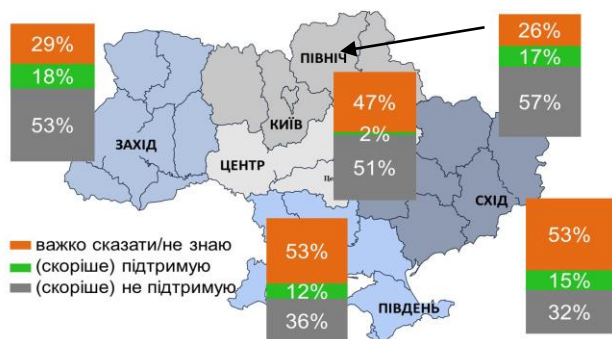 29%
18%
53%
ПІВНІЧ
26%
17%
57%
47%
2%
51%
КИЇВ
ЗАХІД
ЦЕНТР
СХІД
важко сказати/не знаю
(скоріше) підтримую
(скоріше) не підтримую
53%
12%
36%
ПІВДЕНЬ
53%
15%
32%